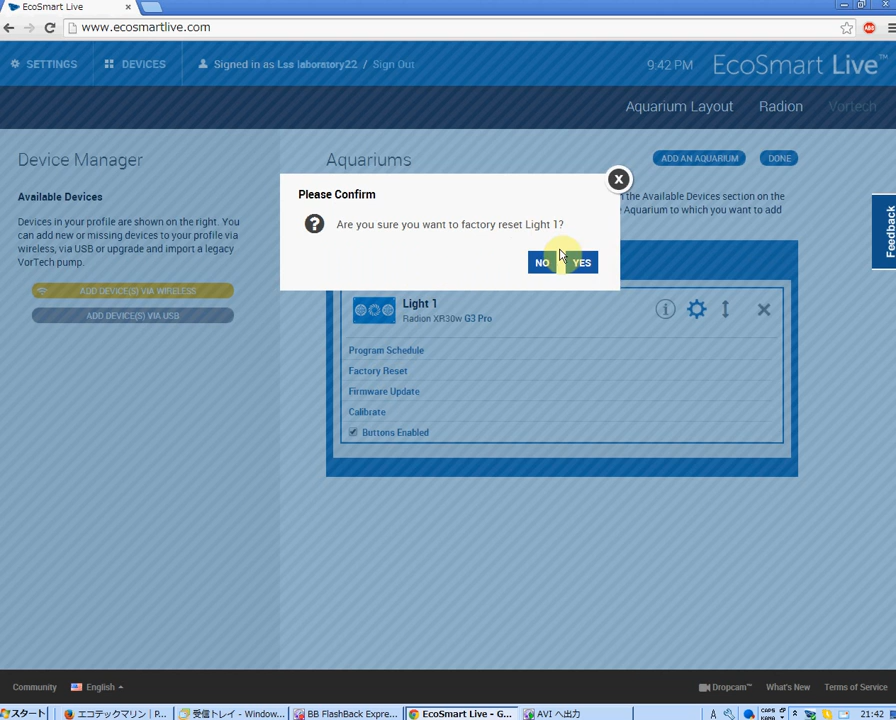 EcoSmart Live
www.ecosmartlive.com
ABP
SETTINGS
DEVICES
Signed in as Lss laboratory22 / Sign Out
9:42 PM
EcoSmart Live™
Aquarium Layout
Radion
Vortech
Device Manager
Aquariums
ADD AN AQUARIUM
DONE
Available Devices
Devices in your profile are shown on the right. You
can add new or missing devices to your profile via
wireless, via USB or upgrade and import a legacy
VorTech pump.
ADD DEVICE(S) VIA WIRELESS
ADD DEVICE(S) VIA USB
the Available Devices section on the
Aquarium to which you want to add
Please Confirm
X
? Are you sure you want to factory reset Light 1?
NO
YES
Light 1
Radion XR30w G3 Pro
Program Schedule
Factory Reset
Firmware Update
Calibrate
Buttons Enabled
Feedback
Community
English
Dropcam™
What's New
Terms of Service
スタート
エコテックマリン | P...
受信トレイ - Window...
BB FlashBack Expre...
EcoSmart Live - G...
AVI へ出力
A
CAPS
KANA
21:42